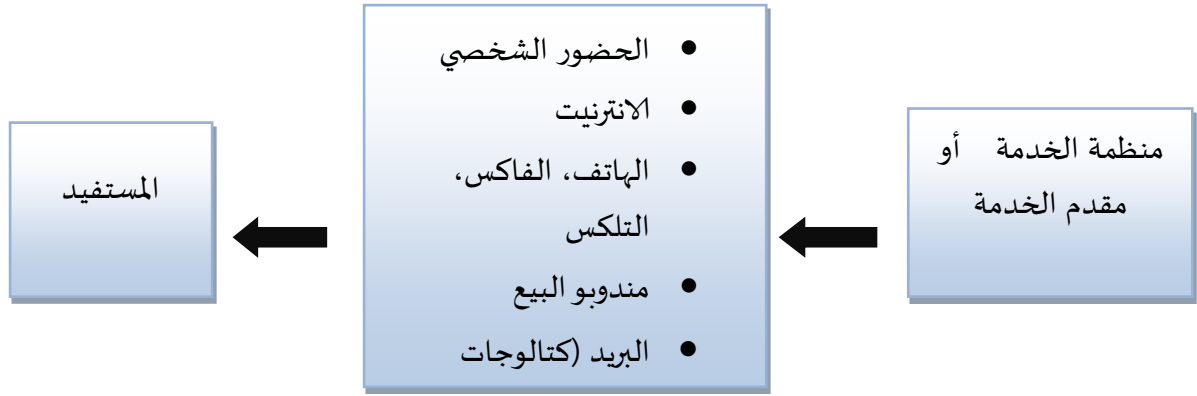 منظمة الخدمة أو
مقدم الخدمة
• الحضور الشخصي
• الانترنيت
• الهاتف، الفاكس،
التلكس
• مندوبو البيع
• البريد (كتالوجات
المستفيد